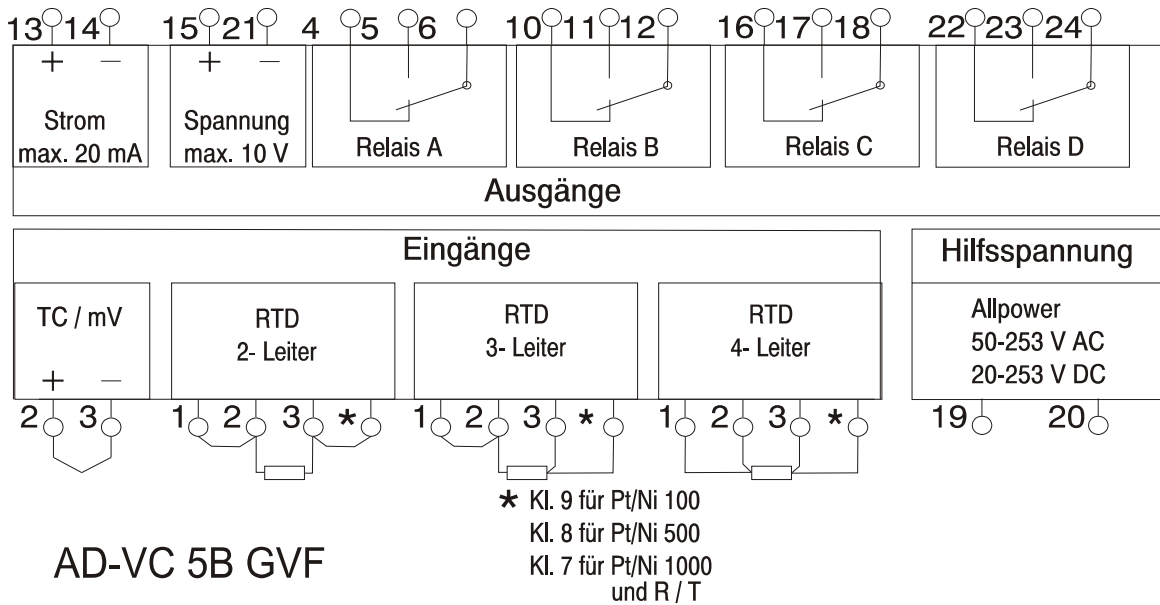 13 14 15 21 4 5 6 10 11 12 16 17 18 22 23 24
+ – + –
Strom
max. 20 mA
Spannung
max. 10 V
Relais A
Relais B
Relais C
Relais D
Ausgänge
Eingänge
TC / mV
+ –
2 3
RTD
2- Leiter
1 2 3 *
RTD
3- Leiter
1 2 3 *
RTD
4- Leiter
1 2 3 *
Hilfsspannung
Allpower
50-253 V AC
20-253 V DC
19 20
* Kl. 9 für Pt/Ni 100
Kl. 8 für Pt/Ni 500
Kl. 7 für Pt/Ni 1000
und R / T
AD-VC 5B GVF